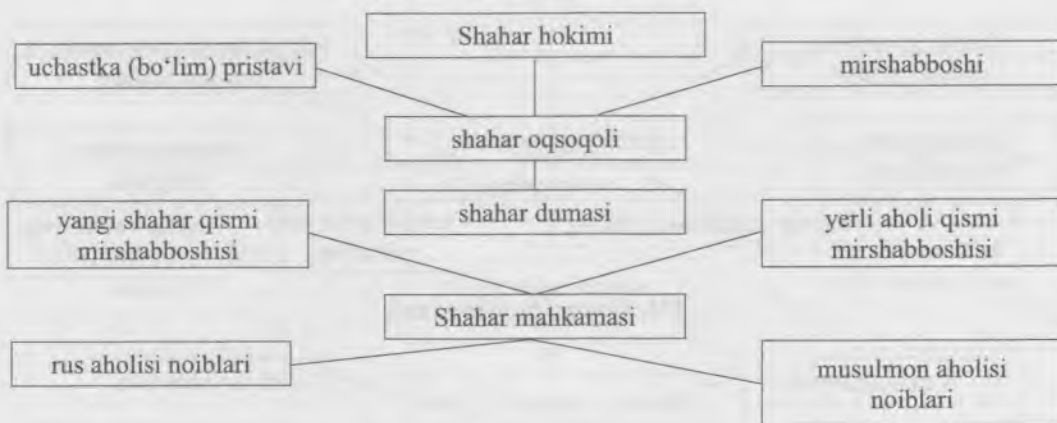 Shahar hokimi
uchastka (bo‘lim) pristavi
mirshabboshi
shahar oqsoqoli
shahar dumasi
yangi shahar qismi
mirshabboshisi
yerli aholi qismi
mirshabboshisi
Shahar mahkamasi
rus aholisi noiblari
musulmon aholisi
noiblari